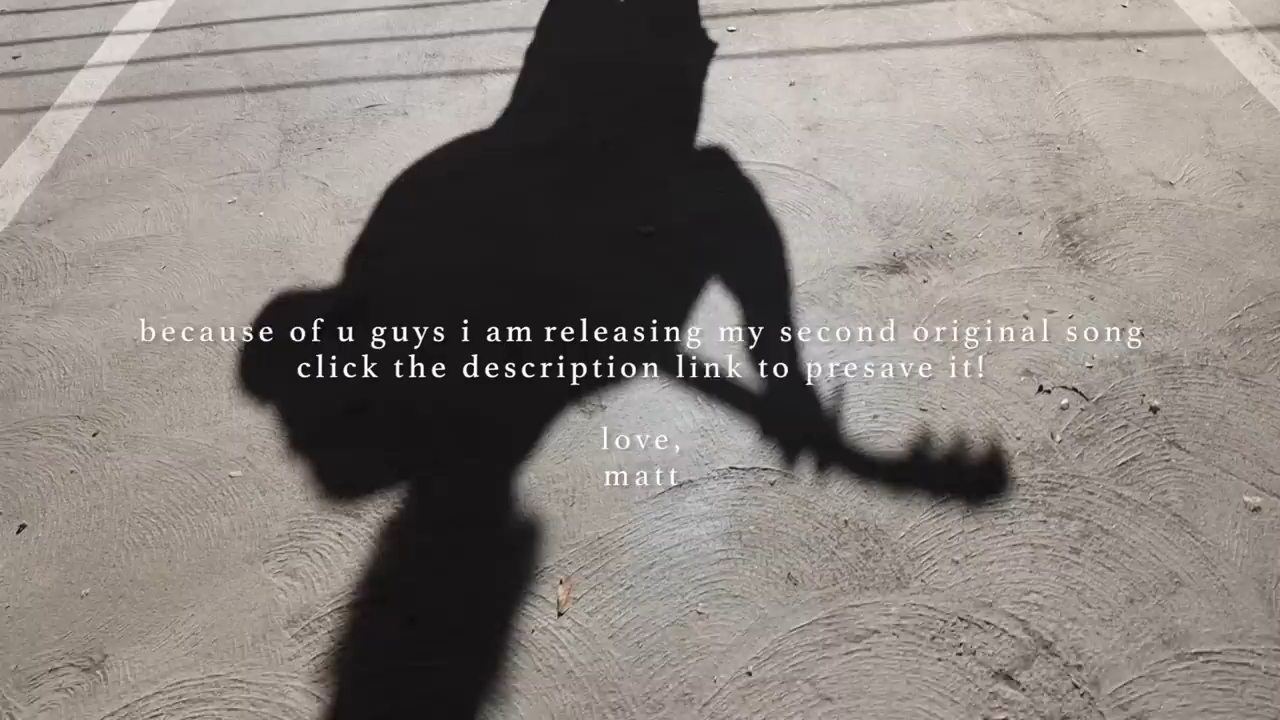 because of u guys i am releasing my second original song
click the description link to presave it!
love,
matt